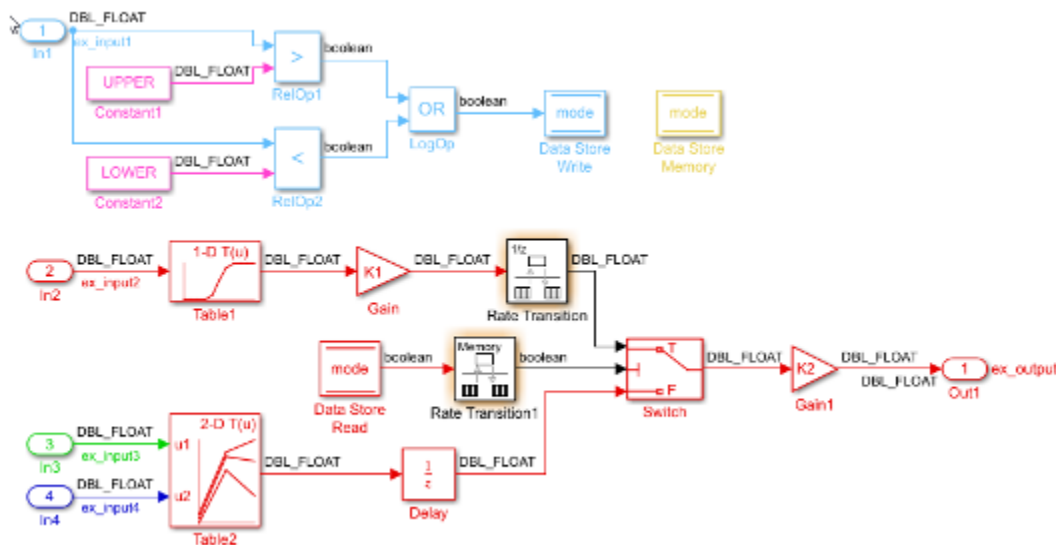 DBL_FLOAT
1
ex_input1
In1
UPPER
DBL_FLOAT
Constant1
>
RelOp1
boolean
LOWER
DBL_FLOAT
Constant2
<
RelOp2
boolean
OR
LogOp
boolean
mode
Data Store
Write
mode
Data Store
Memory
2
In2
DBL_FLOAT
ex_input2
1-D T(u)
Table1
DBL_FLOAT
K1
Gain
DBL_FLOAT
1/z
Rate Transition
DBL_FLOAT
mode
Data Store
Read
boolean
Memory
Rate Transition1
boolean
T
F
Switch
DBL_FLOAT
K2
Gain1
DBL_FLOAT
DBL_FLOAT
1
Out1
ex_output
3
In3
DBL_FLOAT
ex_input3
4
In4
DBL_FLOAT
ex_input4
2-D T(u)
u1
u2
Table2
DBL_FLOAT
1
z
Delay
DBL_FLOAT